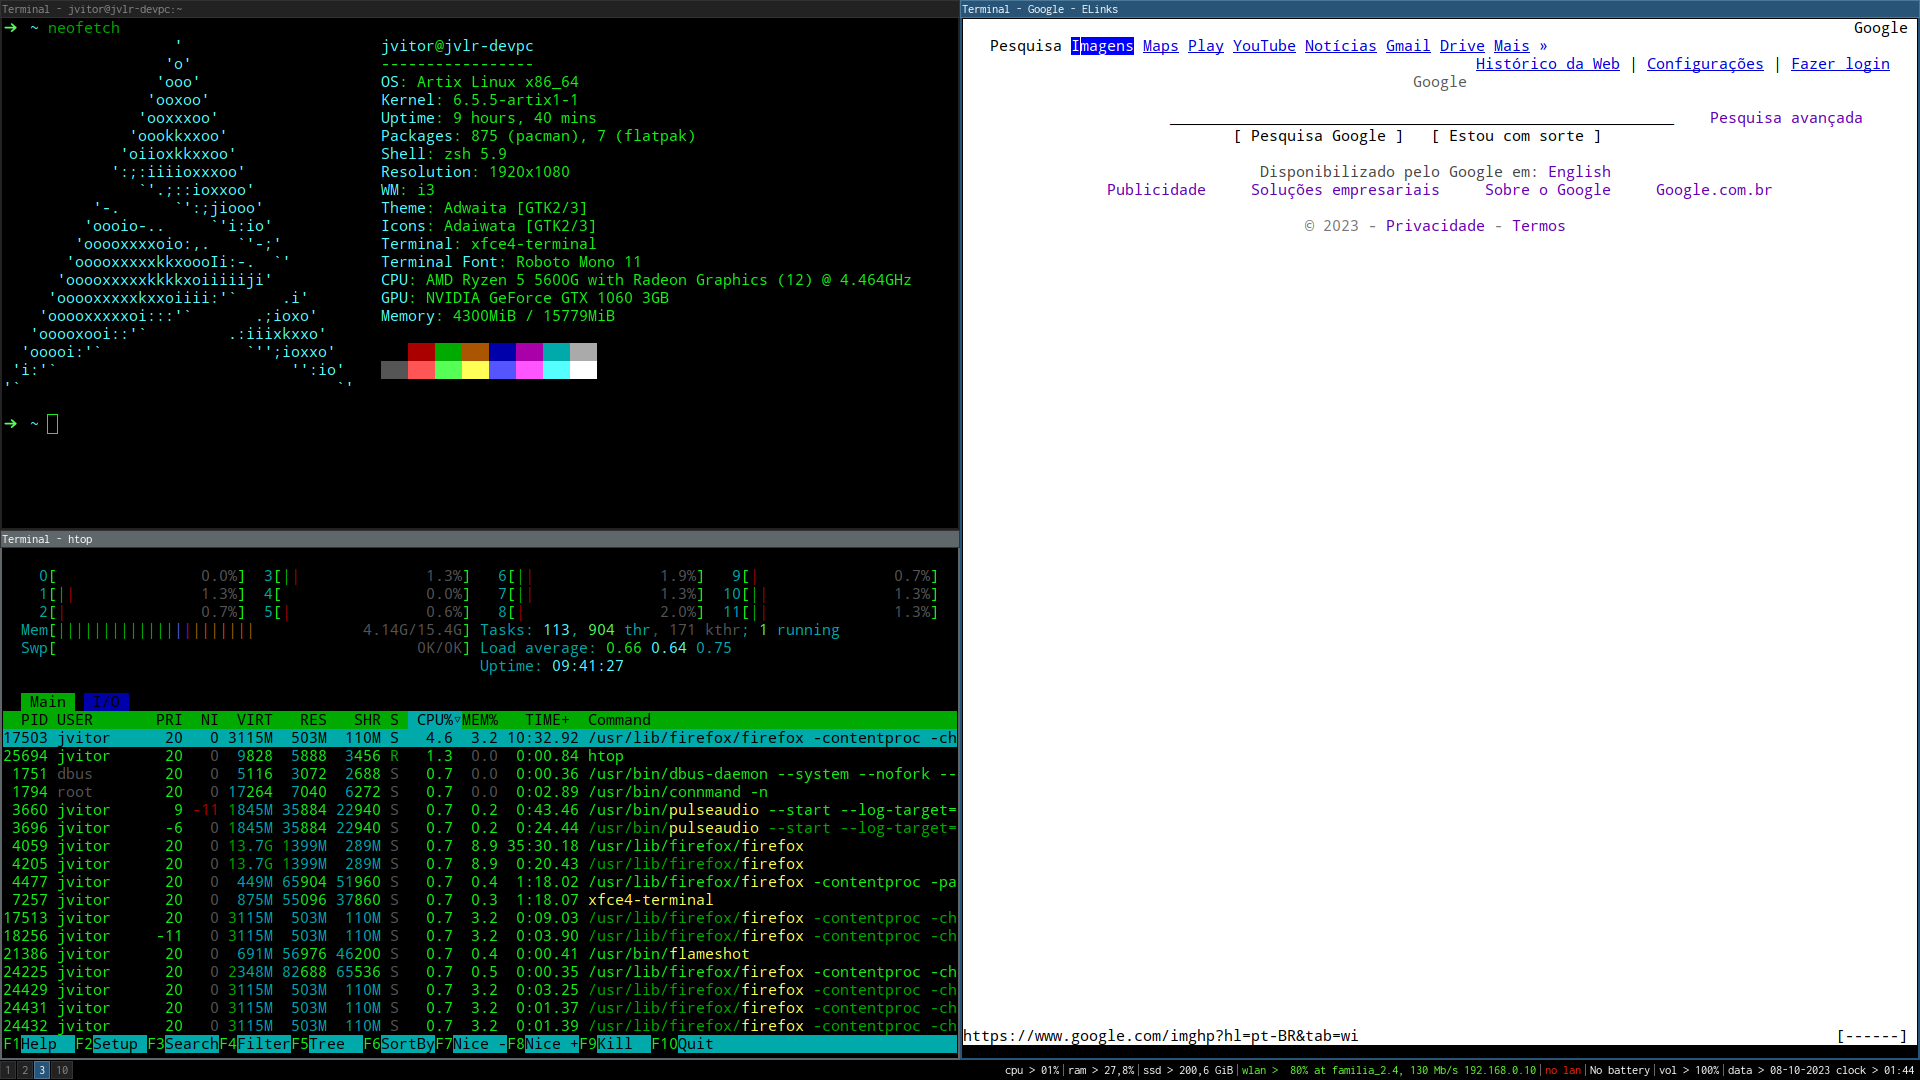 Terminal - jvitor@jvlr-devpc:~
➜ ~ neofetch
'
'o'
'ooo'
'ooxoo'
'ooxxxoo'
'oookkxxoo'
'oiioxkkxxoo'
':;:iiiioxxxoo'
`'.;::ioxxoo'
'-. `':;jiooo'
'oooio-.. `'i:io'
'ooooxxxxoio:,. `'-;'
'ooooxxxxxkkxoooIi:-. `'
'ooooxxxxxkkkkxoiiiiiji'
'ooooxxxxxkxxoiiii:'` .i'
'ooooxxxxxoi:::'` .;ioxo'
'ooooxooi::'` .:iiixkxxo'
'ooooi:'` `'';ioxxo'
'i:'` '':io'
'` `'
jvitor@jvlr-devpc
-----------------
OS: Artix Linux x86_64
Kernel: 6.5.5-artix1-1
Uptime: 9 hours, 40 mins
Packages: 875 (pacman), 7 (flatpak)
Shell: zsh 5.9
Resolution: 1920x1080
WM: i3
Theme: Adwaita [GTK2/3]
Icons: Adaiwata [GTK2/3]
Terminal: xfce4-terminal
Terminal Font: Roboto Mono 11
CPU: AMD Ryzen 5 5600G with Radeon Graphics (12) @ 4.464GHz
GPU: NVIDIA GeForce GTX 1060 3GB
Memory: 4300MiB / 15779MiB
➜ ~
Terminal - htop
0[ 0.0%] 3[|| 1.3%] 6[|| 1.9%] 9[| 0.7%]
1[|| 1.3%] 4[ 0.0%] 7[|| 1.3%] 10[|| 1.3%]
2[| 0.7%] 5[| 0.6%] 8[| 2.0%] 11[|| 1.3%]
Mem[|||||||||||||||||||||| 4.14G/15.4G] Tasks: 113, 904 thr, 171 kthr; 1 running
Swp[ 0K/0K] Load average: 0.66 0.64 0.75
Uptime: 09:41:27
Main I/O
PID USER PRI NI VIRT RES SHR S CPU%▽MEM% TIME+ Command
17503 jvitor 20 0 3115M 503M 110M S 4.6 3.2 10:32.92 /usr/lib/firefox/firefox -contentproc -ch
25694 jvitor 20 0 9828 5888 3456 R 1.3 0.0 0:00.84 htop
1751 dbus 20 0 5116 3072 2688 S 0.7 0.0 0:00.36 /usr/bin/dbus-daemon --system --nofork --
1794 root 20 0 17264 7040 6272 S 0.7 0.0 0:02.89 /usr/bin/connmand -n
3660 jvitor 9 -11 1845M 35884 22940 S 0.7 0.2 0:43.46 /usr/bin/pulseaudio --start --log-target=
3696 jvitor -6 0 1845M 35884 22940 S 0.7 0.2 0:24.44 /usr/bin/pulseaudio --start --log-target=
4059 jvitor 20 0 13.7G 1399M 289M S 0.7 8.9 35:30.18 /usr/lib/firefox/firefox
4205 jvitor 20 0 13.7G 1399M 289M S 0.7 8.9 0:20.43 /usr/lib/firefox/firefox
4477 jvitor 20 0 449M 65904 51960 S 0.7 0.4 1:18.02 /usr/lib/firefox/firefox -contentproc -pa
7257 jvitor 20 0 875M 55096 37860 S 0.7 0.3 1:18.07 xfce4-terminal
17513 jvitor 20 0 3115M 503M 110M S 0.7 3.2 0:09.03 /usr/lib/firefox/firefox -contentproc -ch
18256 jvitor -11 0 3115M 503M 110M S 0.7 3.2 0:03.90 /usr/lib/firefox/firefox -contentproc -ch
21386 jvitor 20 0 691M 56976 46200 S 0.7 0.4 0:00.41 /usr/bin/flameshot
24225 jvitor 20 0 2348M 82688 65536 S 0.7 0.5 0:00.35 /usr/lib/firefox/firefox -contentproc -ch
24429 jvitor 20 0 3115M 503M 110M S 0.7 3.2 0:03.25 /usr/lib/firefox/firefox -contentproc -ch
24431 jvitor 20 0 3115M 503M 110M S 0.7 3.2 0:01.37 /usr/lib/firefox/firefox -contentproc -ch
24432 jvitor 20 0 3115M 503M 110M S 0.7 3.2 0:01.39 /usr/lib/firefox/firefox -contentproc -ch
F1Help F2Setup F3SearchF4FilterF5Tree F6SortByF7Nice -F8Nice +F9Kill F10Quit
Terminal - Google - ELinks
Google
Pesquisa Imagens Maps Play YouTube Notícias Gmail Drive Mais »
Histórico da Web | Configurações | Fazer login
Google
________________________________________________________ Pesquisa avançada
[ Pesquisa Google ] [ Estou com sorte ]
Disponibilizado pelo Google em: English
Publicidade Soluções empresariais Sobre o Google Google.com.br
© 2023 - Privacidade - Termos
https://www.google.com/imghp?hl=pt-BR&tab=wi [------]
1 2 3 10
cpu > 01% | ram > 27,8% | ssd > 200,6 GiB | wlan > 80% at familia_2.4, 130 Mb/s 192.168.0.10 | no lan | No battery | vol > 100% | data > 08-10-2023 clock > 01:44